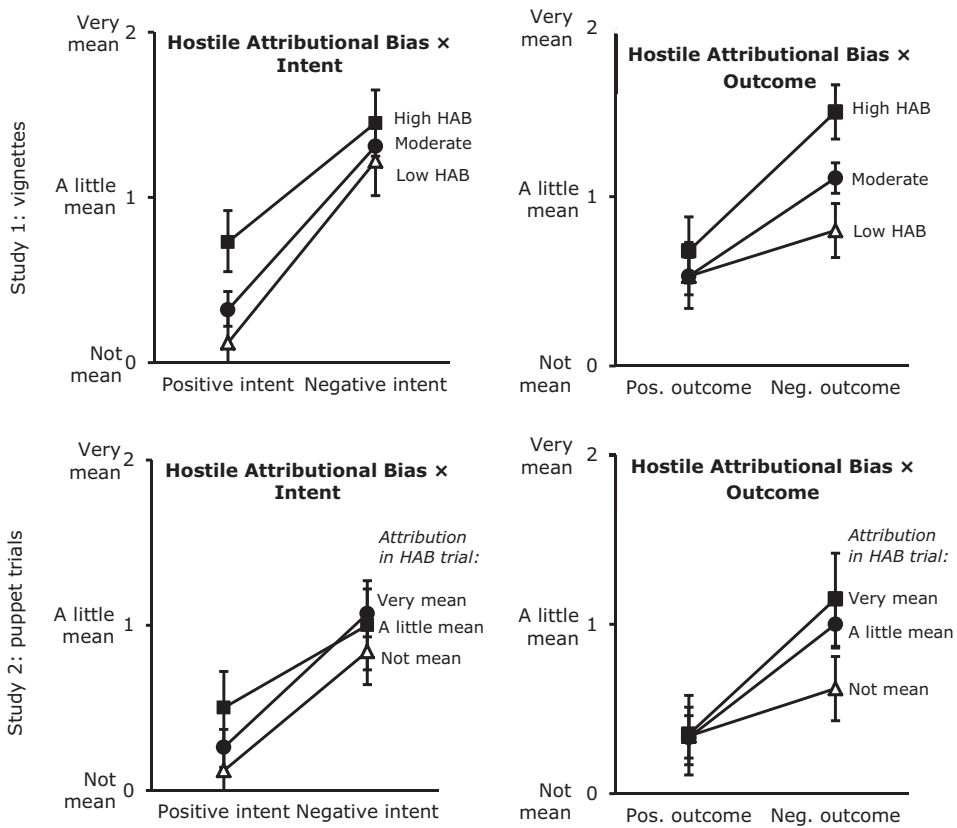 Study 1: vignettes
Very
mean
2
Hostile Attributional Bias ×
Intent
High HAB
Moderate
Low HAB
A little
mean
1
Not
mean
0
Positive intent Negative intent
Very
mean
2
Hostile Attributional Bias ×
Outcome
High HAB
Moderate
Low HAB
A little
mean
1
Not
mean
0
Pos. outcome Neg. outcome
Study 2: puppet trials
Very
mean
2
Hostile Attributional Bias ×
Intent
Attribution
in HAB trial:
Very mean
A little mean
Not mean
A little
mean
1
Not
mean
0
Positive intent Negative intent
Very
mean
2
Hostile Attributional Bias ×
Outcome
Attribution
in HAB trial:
Very mean
A little mean
Not mean
A little
mean
1
Not
mean
0
Pos. outcome Neg. outcome